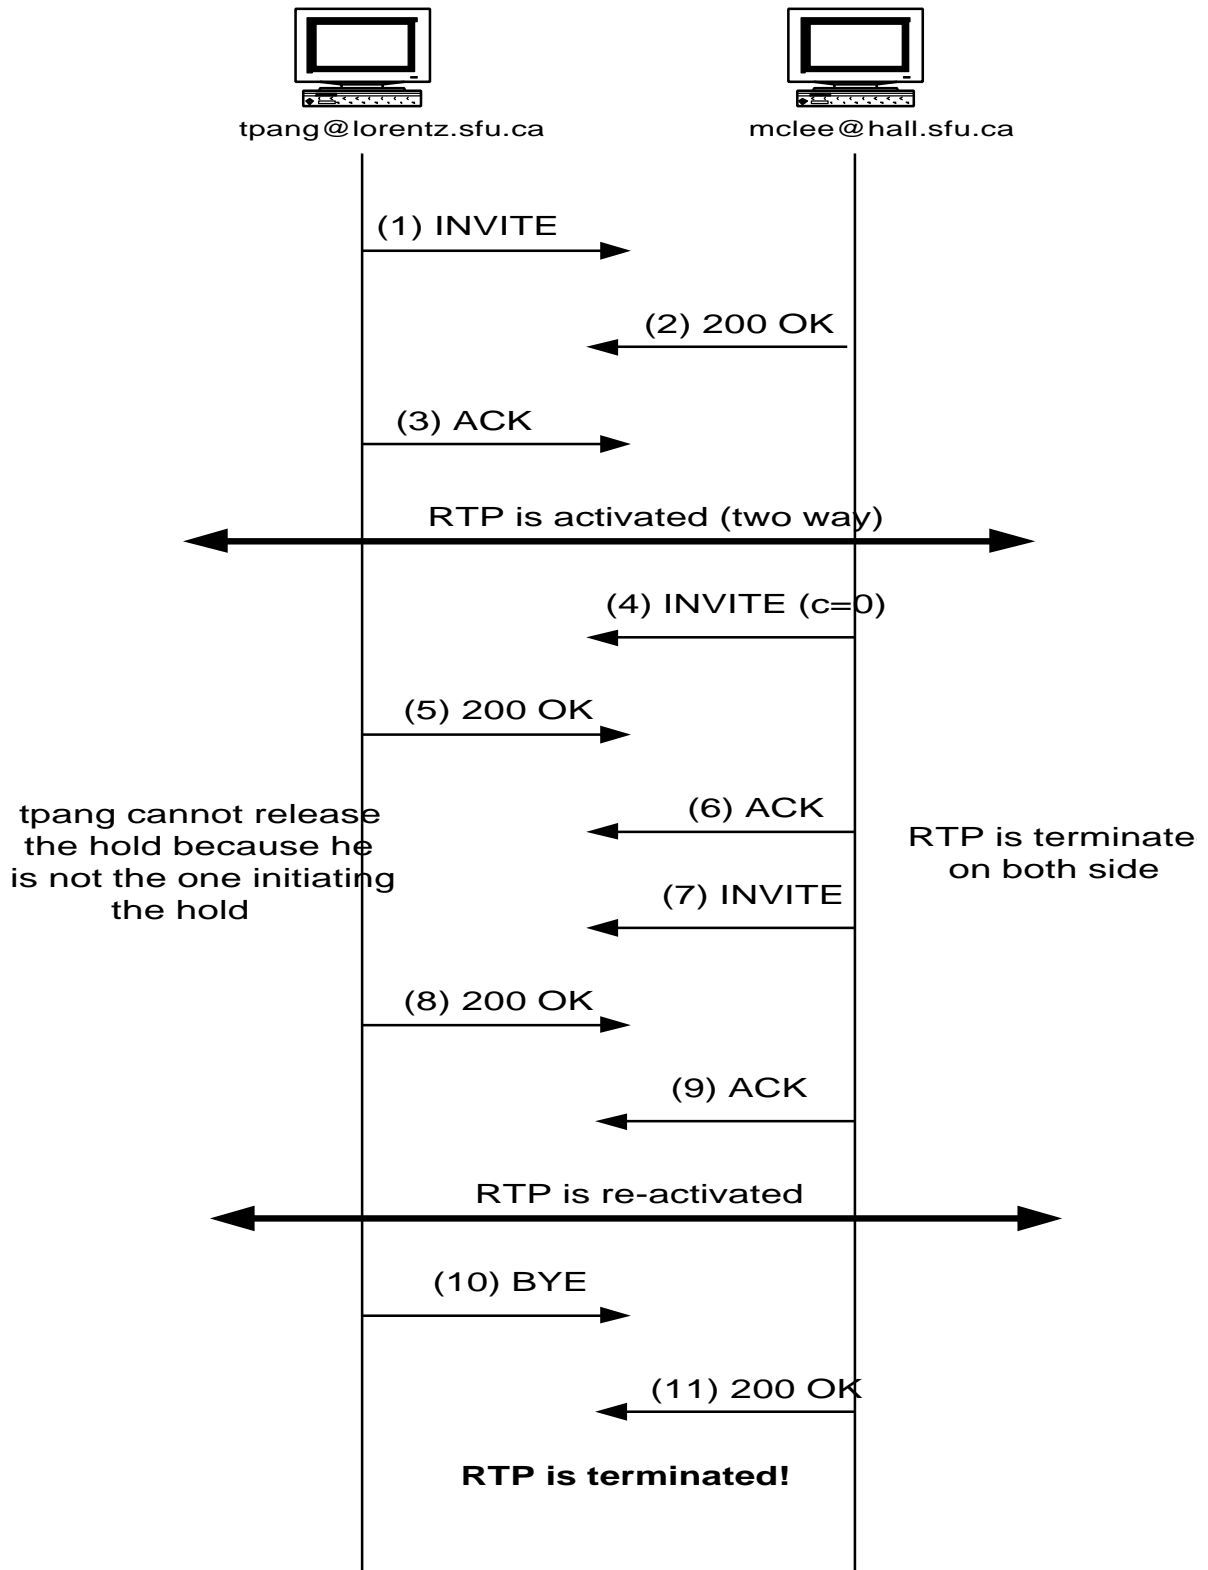 tpang@lorentz.sfu.ca
mclee@hall.sfu.ca
(1) INVITE
(2) 200 OK
(3) ACK
RTP is activated (two way)
(4) INVITE (c=0)
(5) 200 OK
tpang cannot release
the hold because he
is not the one initiating
the hold
(6) ACK
RTP is terminate
on both side
(7) INVITE
(8) 200 OK
(9) ACK
RTP is re-activated
(10) BYE
(11) 200 OK
RTP is terminated!